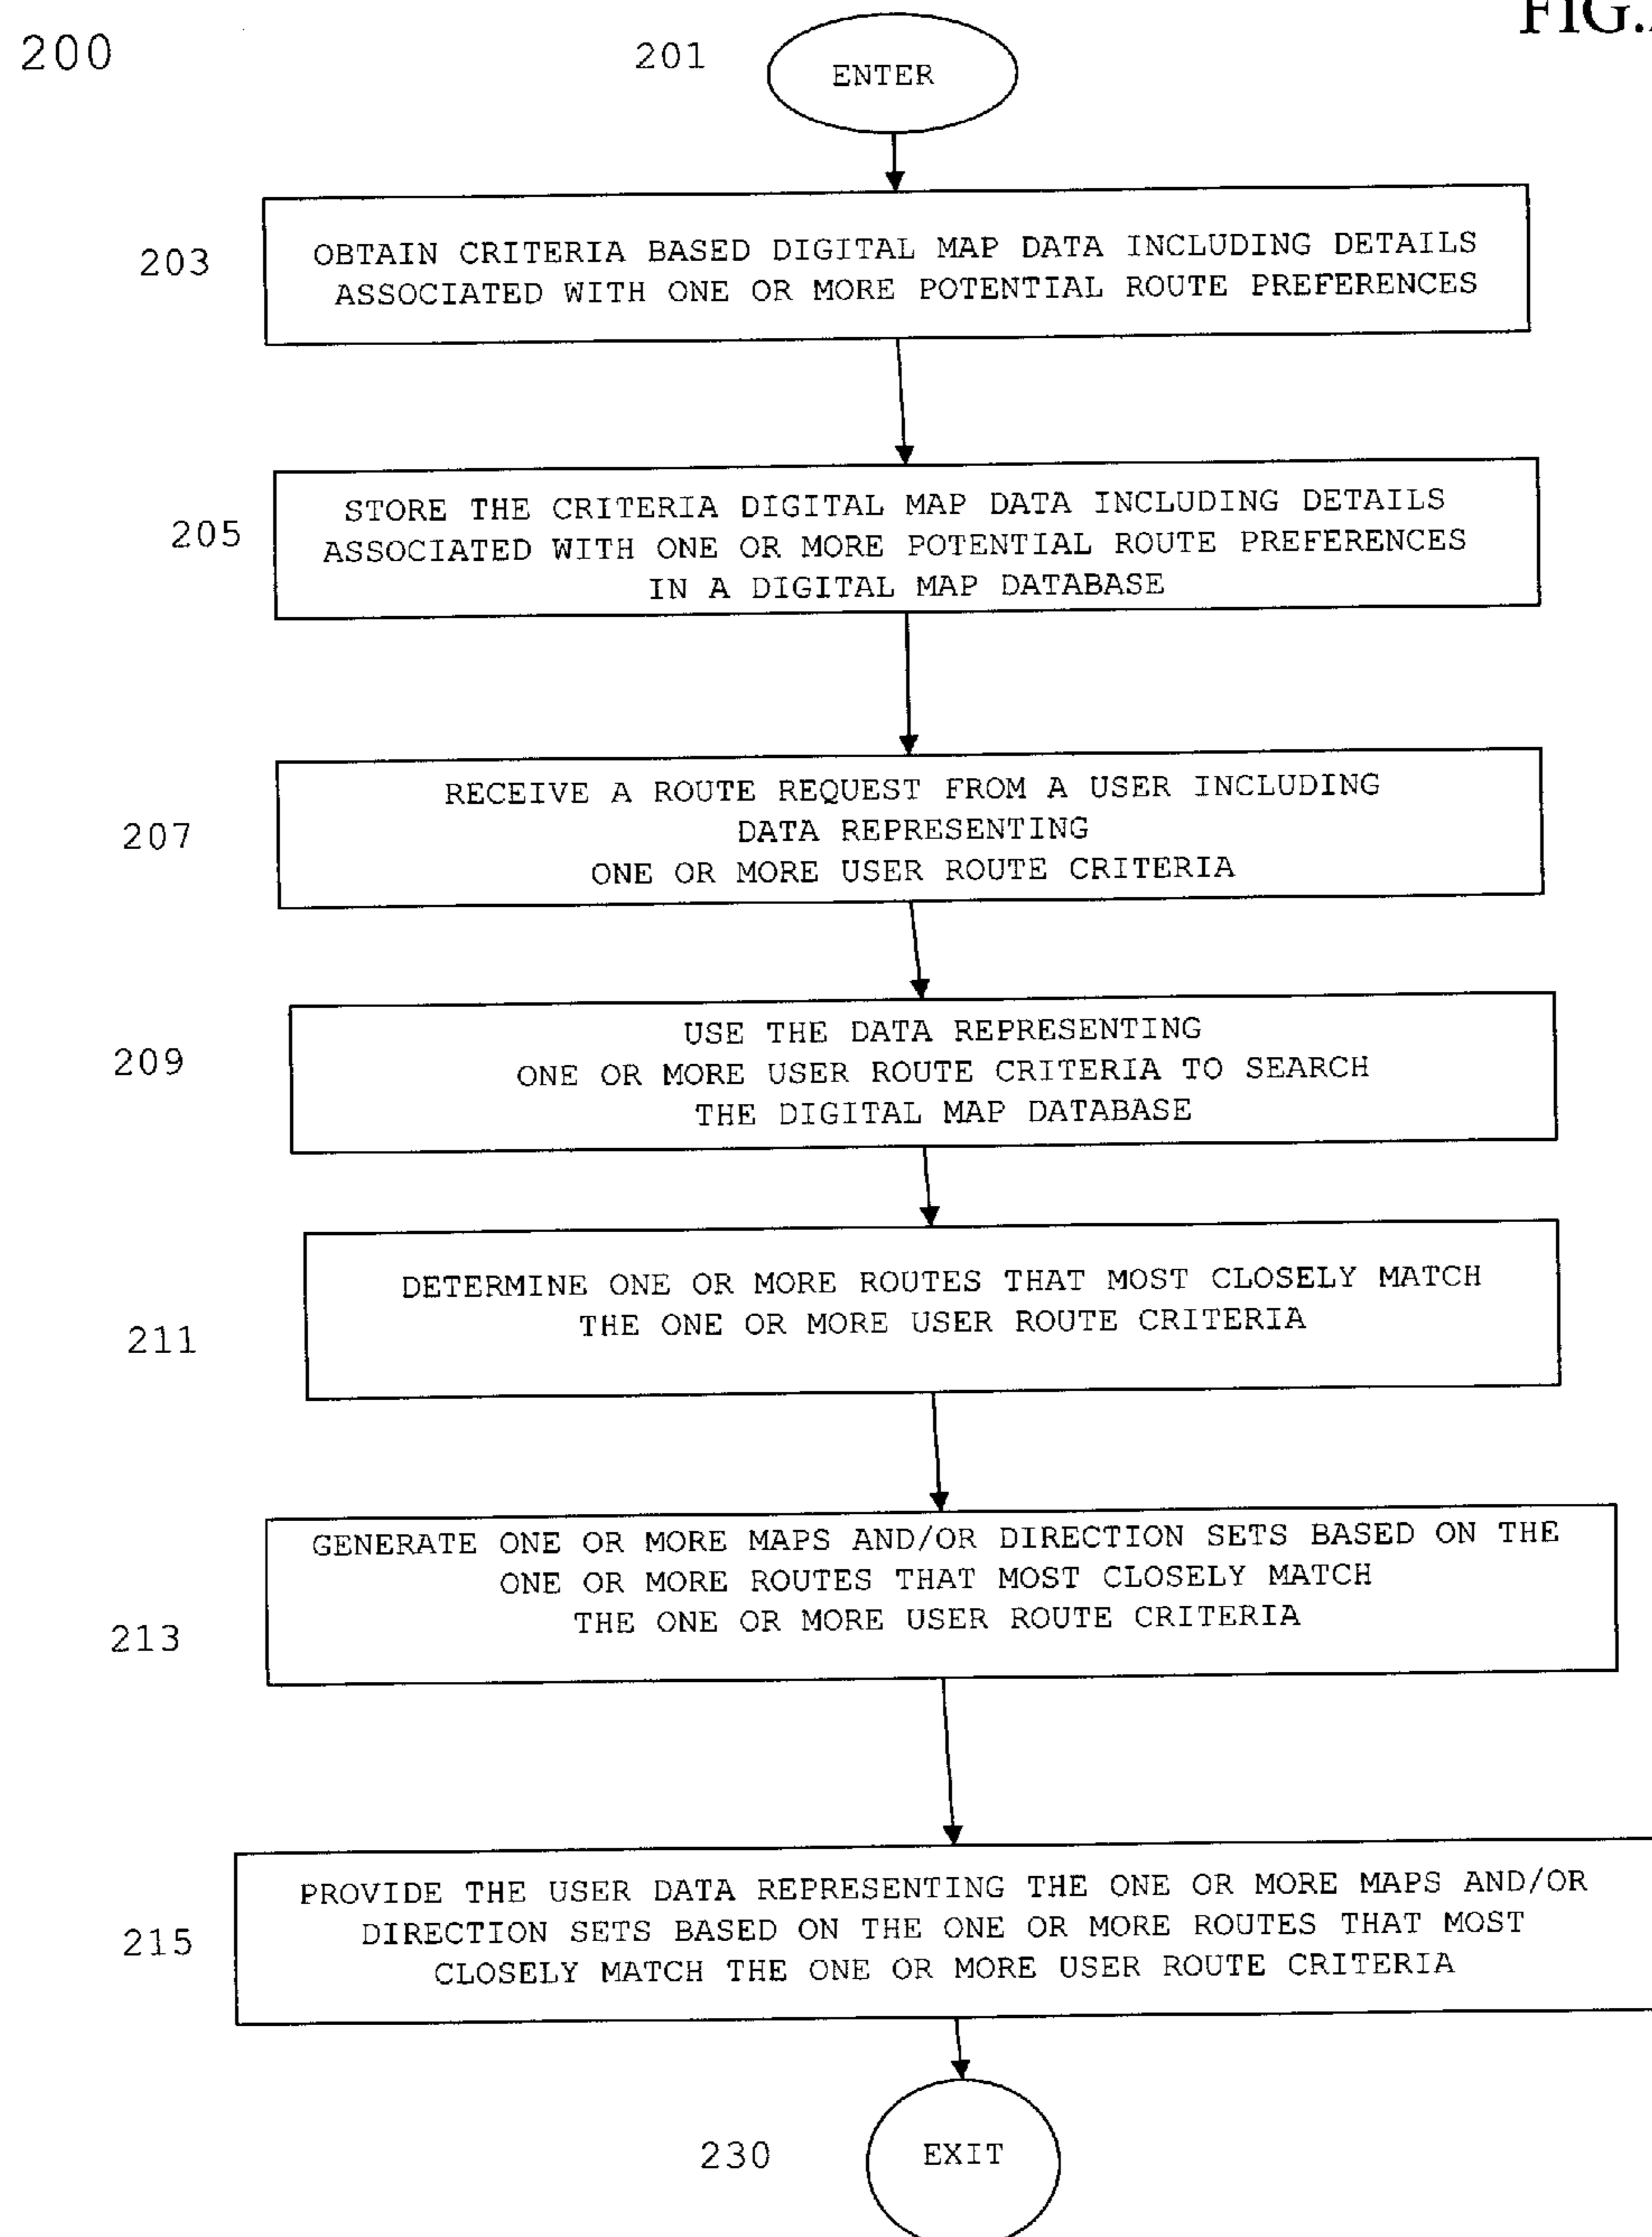 FIG.
200
201
ENTER
203
OBTAIN CRITERIA BASED DIGITAL MAP DATA INCLUDING DETAILS
ASSOCIATED WITH ONE OR MORE POTENTIAL ROUTE PREFERENCES
205
STORE THE CRITERIA DIGITAL MAP DATA INCLUDING DETAILS
ASSOCIATED WITH ONE OR MORE POTENTIAL ROUTE PREFERENCES
IN A DIGITAL MAP DATABASE
207
RECEIVE A ROUTE REQUEST FROM A USER INCLUDING
DATA REPRESENTING
ONE OR MORE USER ROUTE CRITERIA
209
USE THE DATA REPRESENTING
ONE OR MORE USER ROUTE CRITERIA TO SEARCH
THE DIGITAL MAP DATABASE
211
DETERMINE ONE OR MORE ROUTES THAT MOST CLOSELY MATCH
THE ONE OR MORE USER ROUTE CRITERIA
213
GENERATE ONE OR MORE MAPS AND/OR DIRECTION SETS BASED ON THE
ONE OR MORE ROUTES THAT MOST CLOSELY MATCH
THE ONE OR MORE USER ROUTE CRITERIA
215
PROVIDE THE USER DATA REPRESENTING THE ONE OR MORE MAPS AND/OR
DIRECTION SETS BASED ON THE ONE OR MORE ROUTES THAT MOST
CLOSELY MATCH THE ONE OR MORE USER ROUTE CRITERIA
230
EXIT